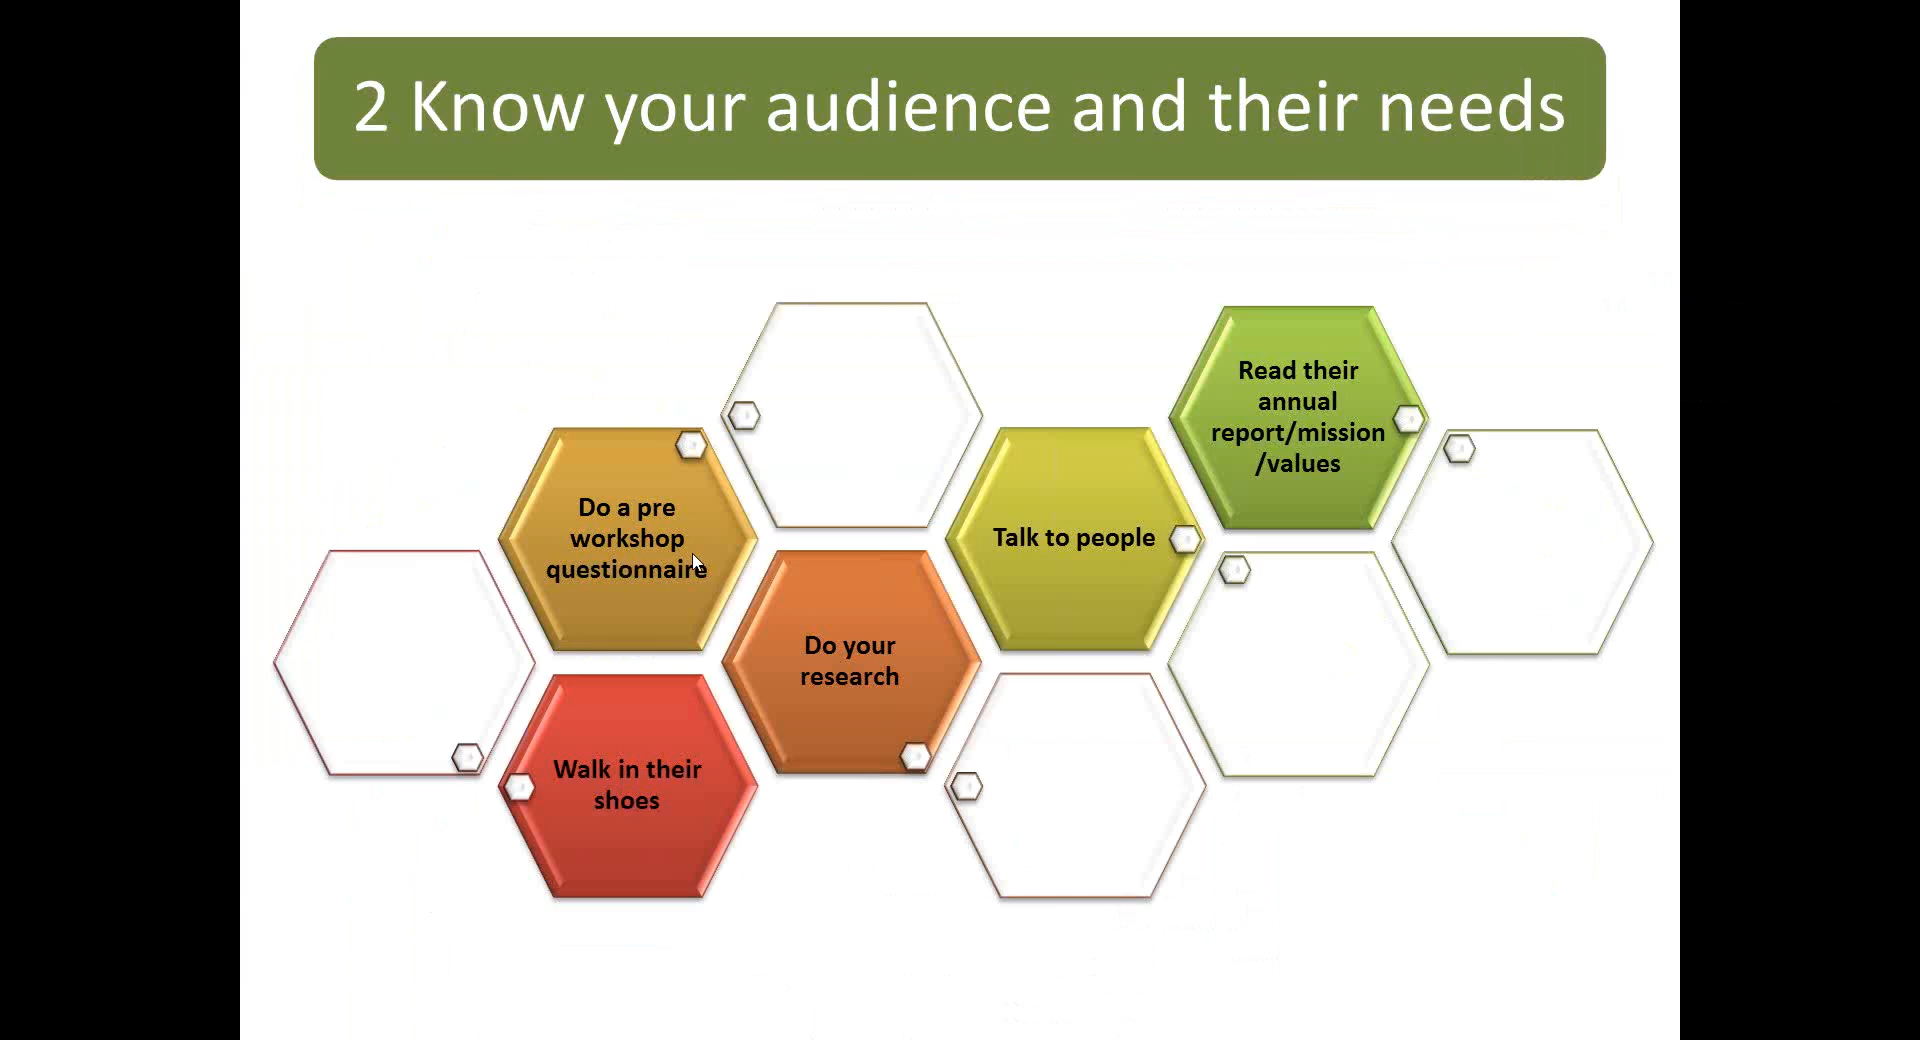 2 Know your audience and their needs
Read their
annual
report/mission
/values
Do a pre
workshop
questionnaire
Talk to people
Do your
research
Walk in their
shoes